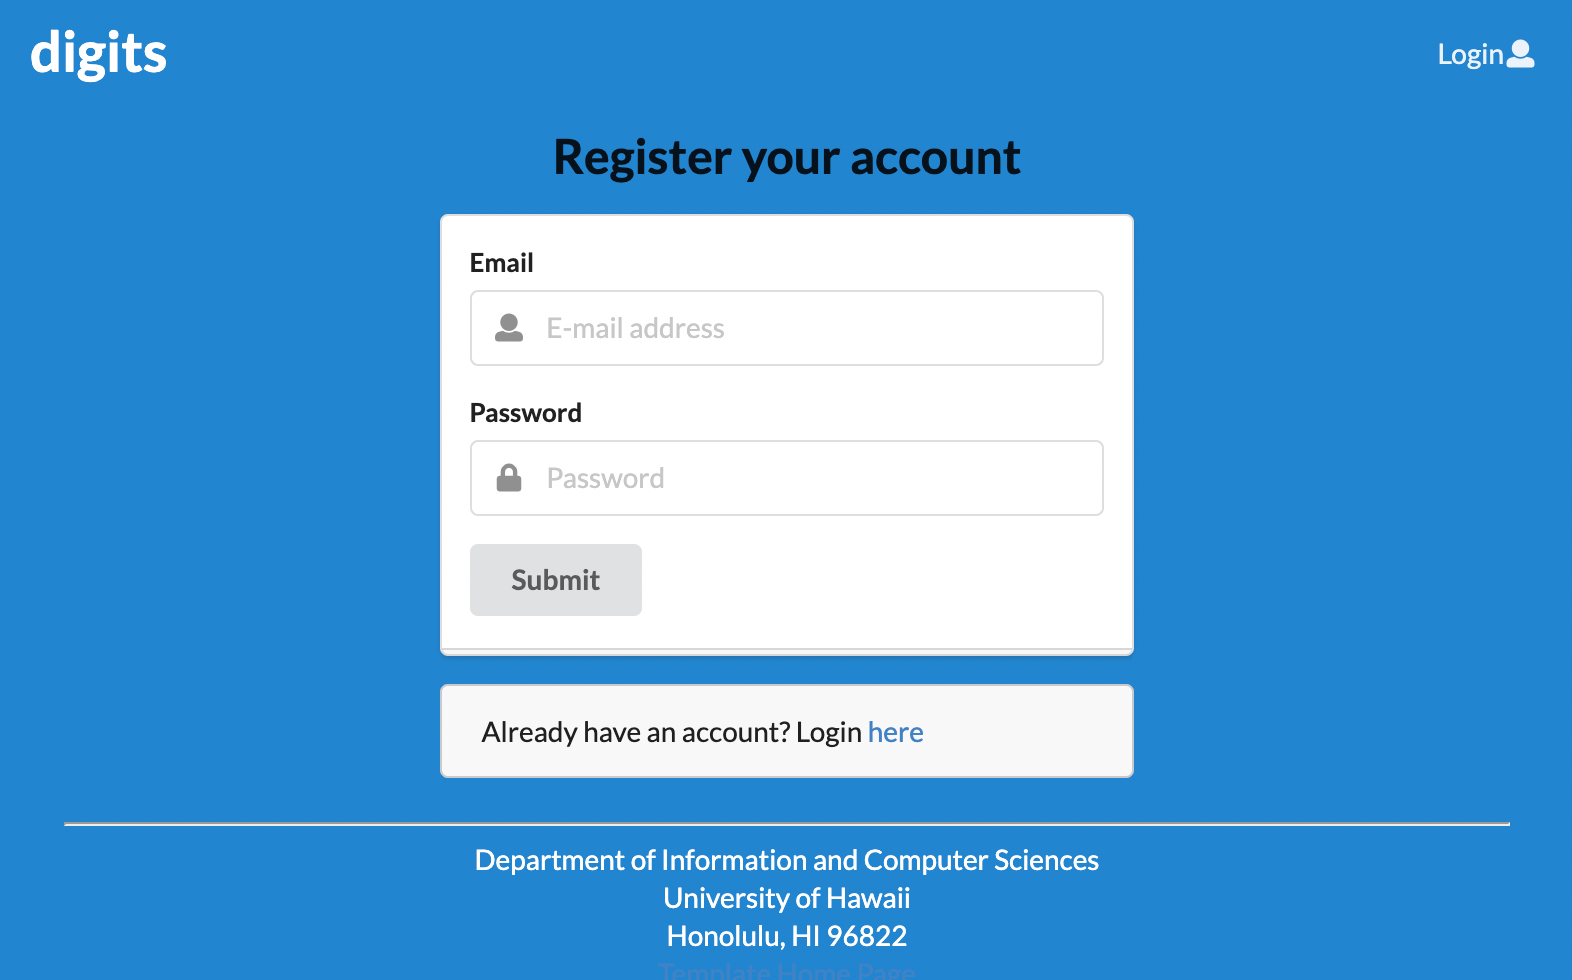 digits
Login
Register your account
Email
E-mail address
Password
Password
Submit
Already have an account? Login here
Department of Information and Computer Sciences
University of Hawaii
Honolulu, HI 96822
Template Home Page